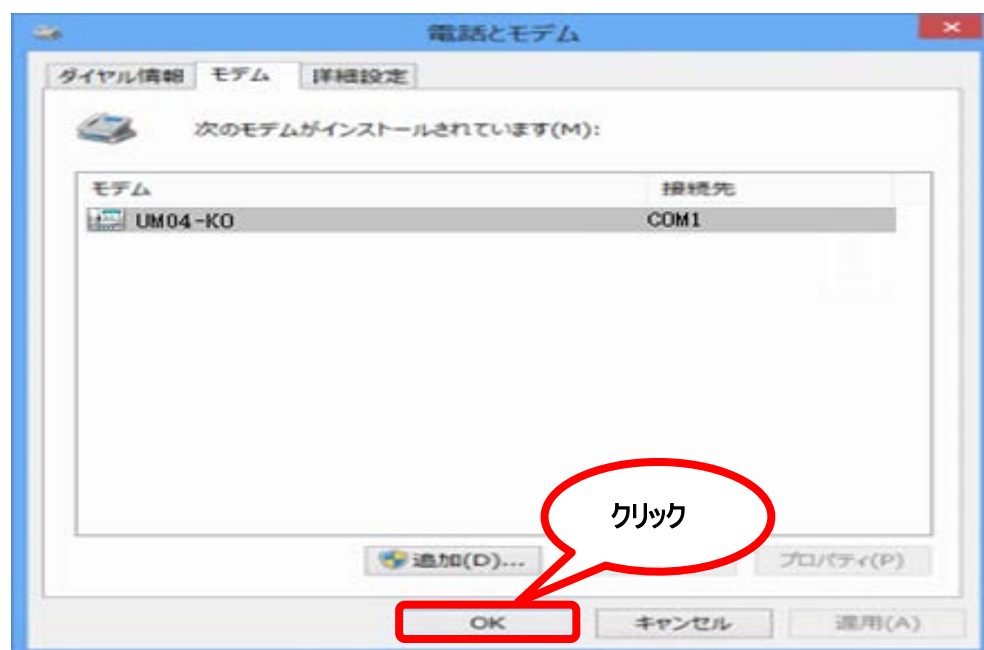 電話とモデム
ダイヤル情報 モデム 詳細設定
次のモデムがインストールされています(M):
モデム 接続先
UM04-KO COM1
クリック
追加(D)... プロパティ(P)
OK キャンセル 適用(A)